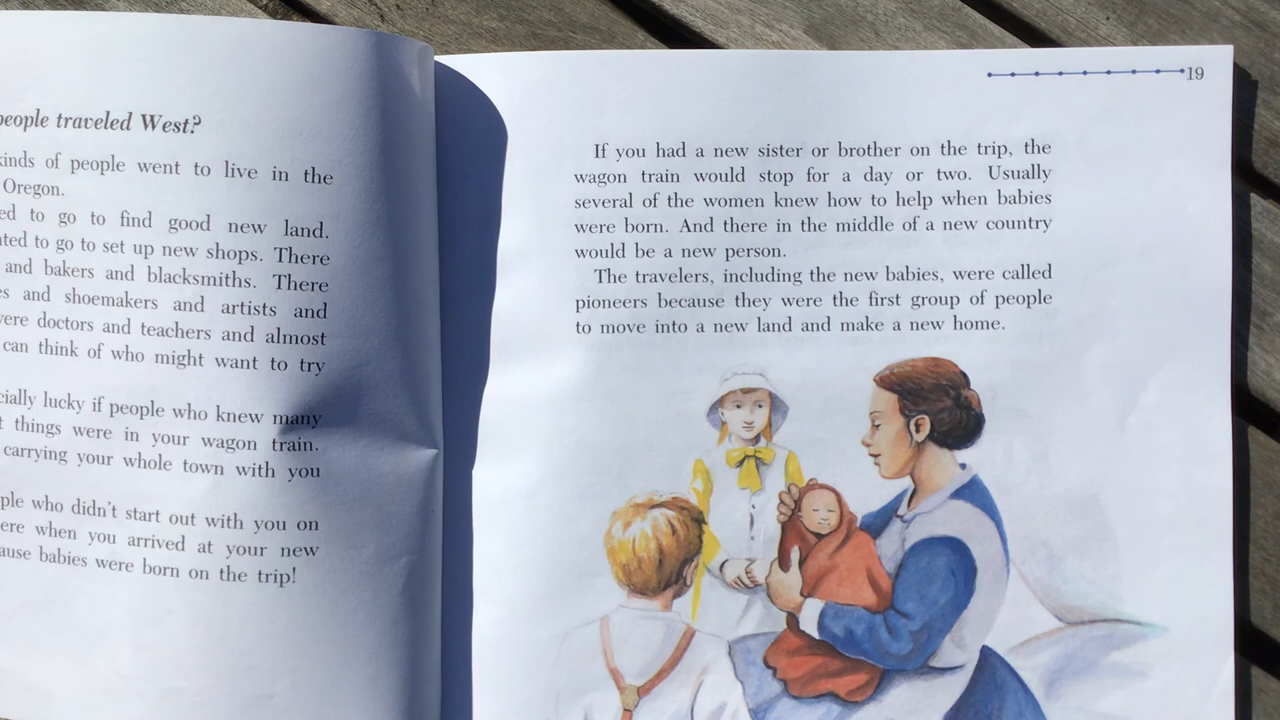 people traveled West?
kinds of people went to live in the
Oregon.
to go to find good new land.
to go to set up new shops. There
and bakers and blacksmiths. There
and shoemakers and artists and
were doctors and teachers and almost
can think of who might want to try
lucky if people who knew many
things were in your wagon train.
carrying your whole town with you
who didn't start out with you on
when you arrived at your new
babies were born on the trip!
19
If you had a new sister or brother on the trip, the
wagon train would stop for a day or two. Usually
several of the women knew how to help when babies
were born. And there in the middle of a new country
would be a new person.
The travelers, including the new babies, were called
pioneers because they were the first group of people
to move into a new land and make a new home.